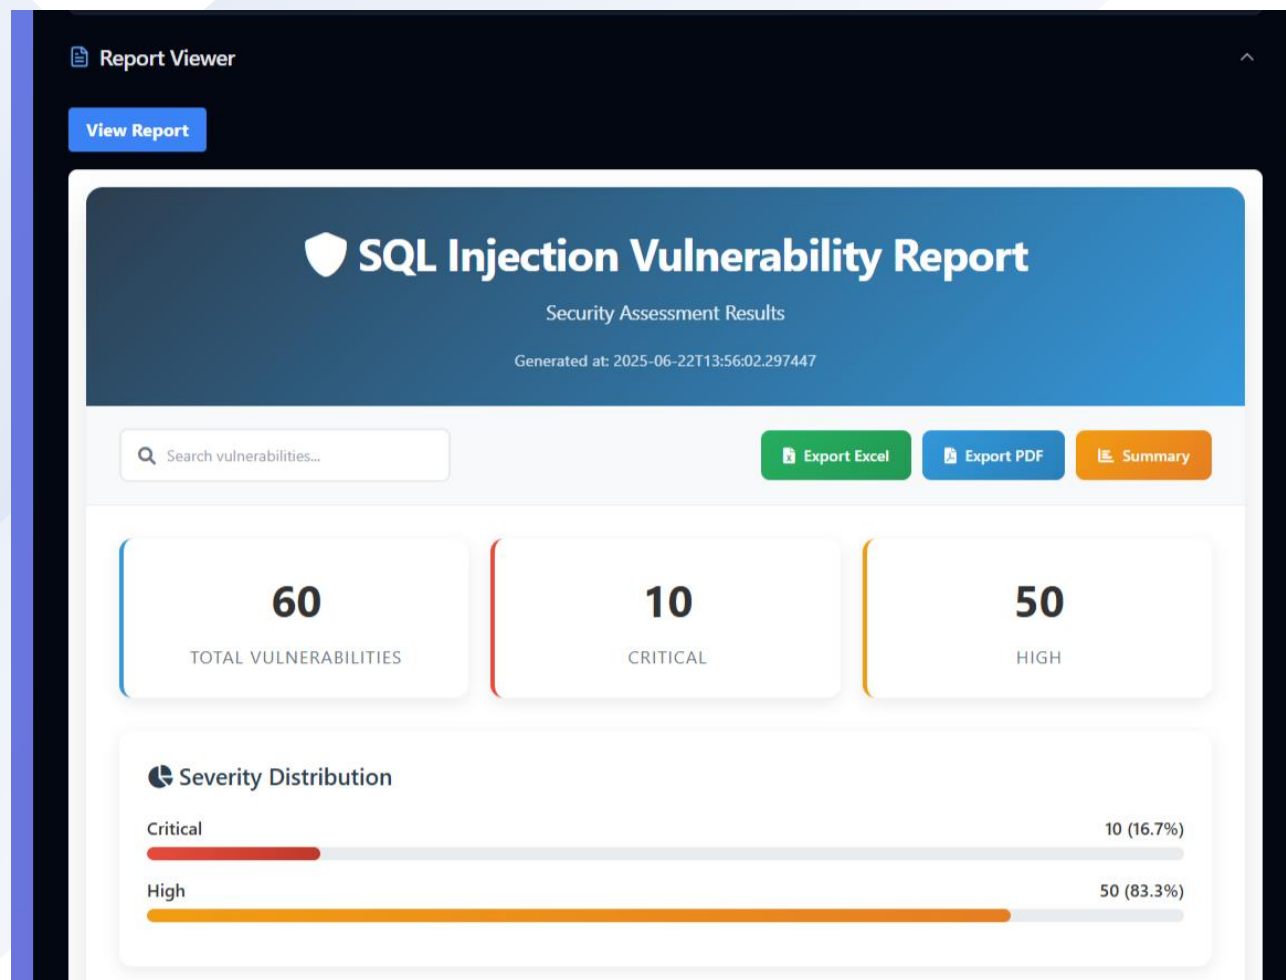 Report Viewer
View Report
SQL Injection Vulnerability Report
Security Assessment Results
Generated at: 2025-06-22T13:56:02.297447
Search vulnerabilities...
Export Excel
Export PDF
Summary
60
10
50
TOTAL VULNERABILITIES
CRITICAL
HIGH
Severity Distribution
Critical 10 (16.7%)
High 50 (83.3%)